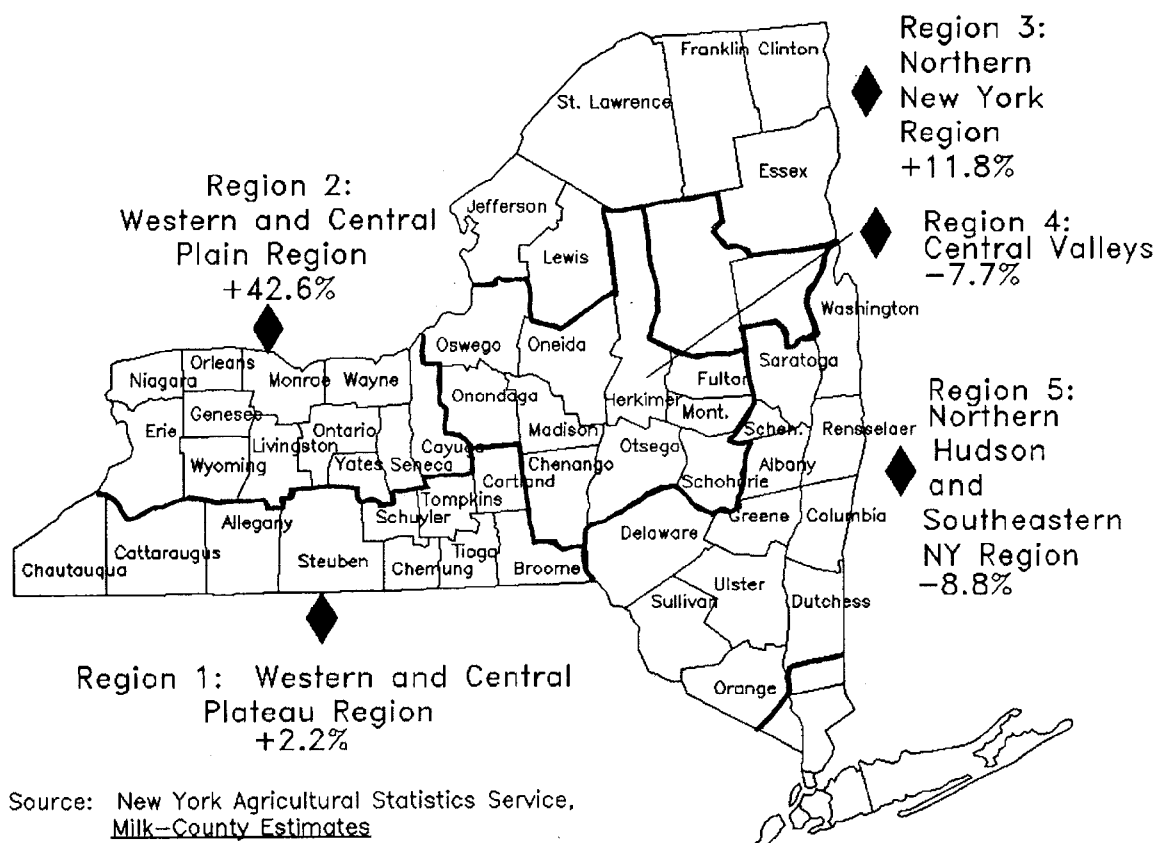 Region 3:
Northern
New York
Region
+11.8%
Franklin Clinton
St. Lawrence
Essex
Region 2:
Western and Central
Plain Region
+42.6%
Jefferson
Lewis
Region 4:
Central Valleys
-7.7%
Washington
Oswego
Oneida
Saratoga
Niagara
Orleans
Monroe
Wayne
Fulton
Onondaga
Herkimer
Mont.
Genesee
Erie
Livingston
Ontario
Madison
Otsego
Schen.
Rensselaer
Wyoming
Yates
Seneca
Cayuga
Chenango
Cortland
Schoharie
Albany
Region 5:
Northern
Hudson
and
Southeastern
NY Region
-8.8%
Tompkins
Allegany
Schuyler
Greene
Columbia
Delaware
Cattaraugus
Steuben
Tioga
Chautauqua
Chemung
Broome
Ulster
Sullivan
Dutchess
Orange
Region 1: Western and Central
Plateau Region
+2.2%
Source: New York Agricultural Statistics Service,
Milk-County Estimates